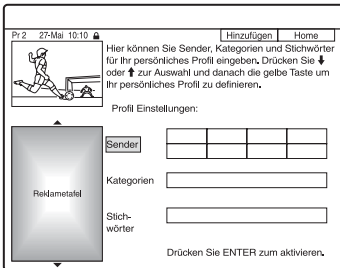 Pr 2 27-Mai 10:10 Hinzufügen Home
Hier können Sie Sender, Kategorien und Stichwörter
für Ihr persönliches Profil eingeben. Drücken Sie ⬇
oder ⬆ zur Auswahl und danach die gelbe Taste um
Ihr persönliches Profil zu definieren.
Profil Einstellungen:
Sender
Kategorien
Reklametafel
Stich-
wörter
Drücken Sie ENTER zum aktivieren.